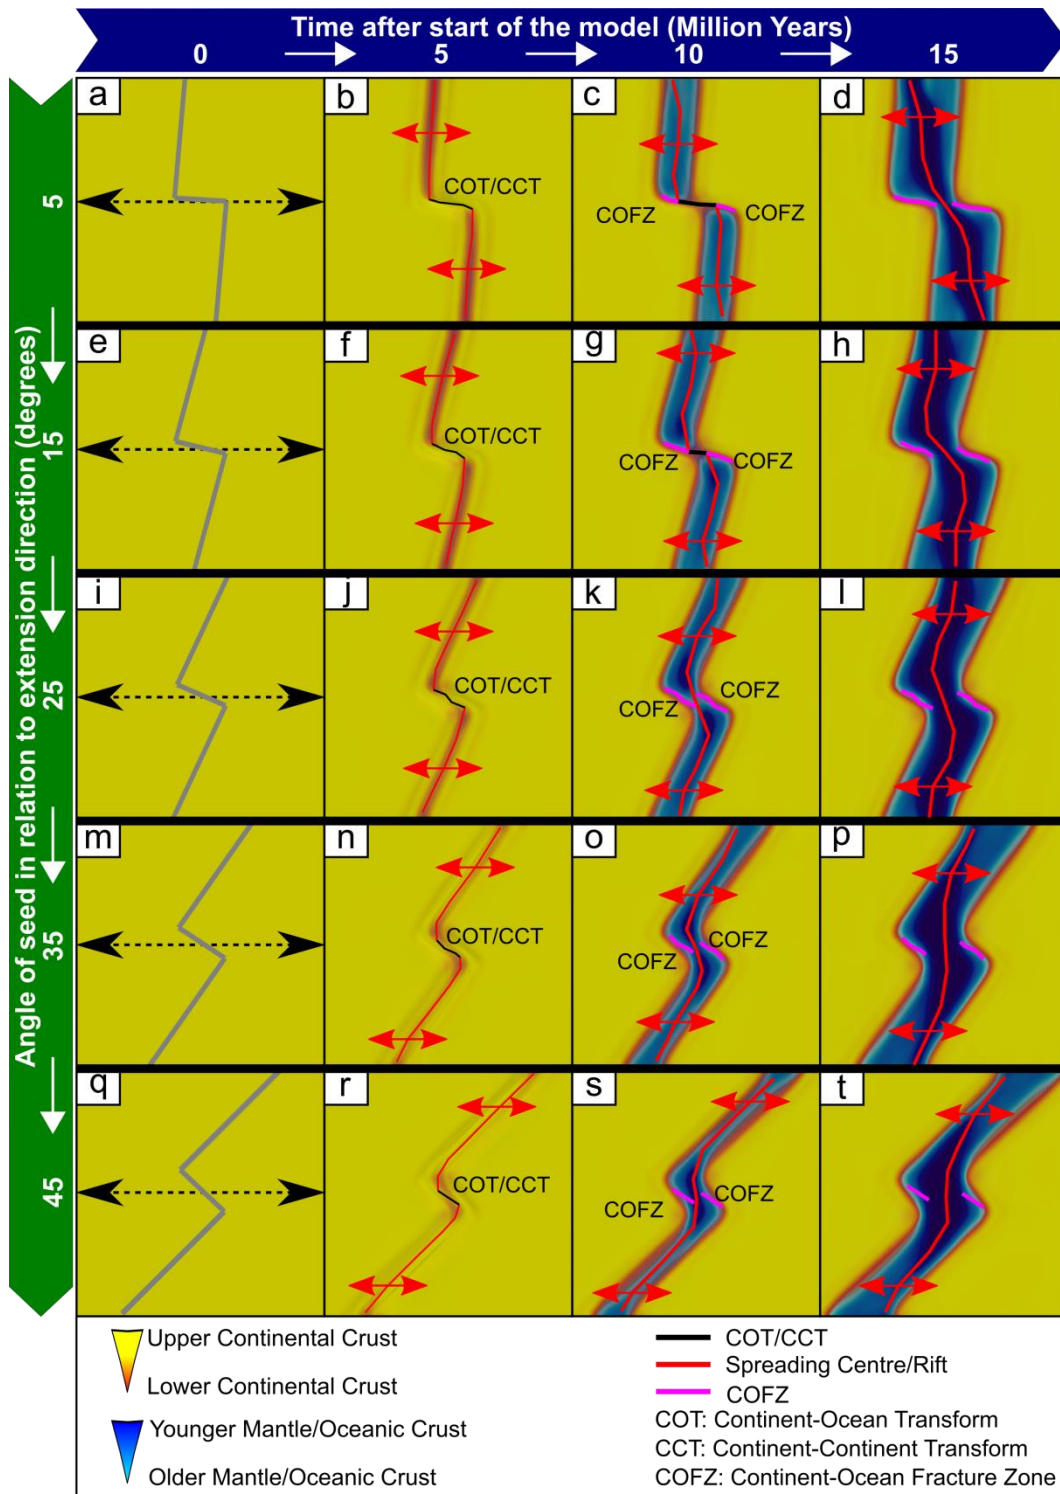 Time after start of the model (Million Years)
0 5 10 15
Angle of seed in relation to extension direction (degrees)
5
15
25
35
45
a
b
COT/CCT
c
COFZ
COFZ
d
e
f
COT/CCT
g
COFZ
COFZ
h
i
j
COT/CCT
k
COFZ
COFZ
l
m
n
COT/CCT
o
COFZ
COFZ
p
q
r
COT/CCT
s
COFZ
COFZ
t
Upper Continental Crust
Lower Continental Crust
Younger Mantle/Oceanic Crust
Older Mantle/Oceanic Crust
COT/CCT
Spreading Centre/Rift
COFZ
COT: Continent-Ocean Transform
CCT: Continent-Continent Transform
COFZ: Continent-Ocean Fracture Zone